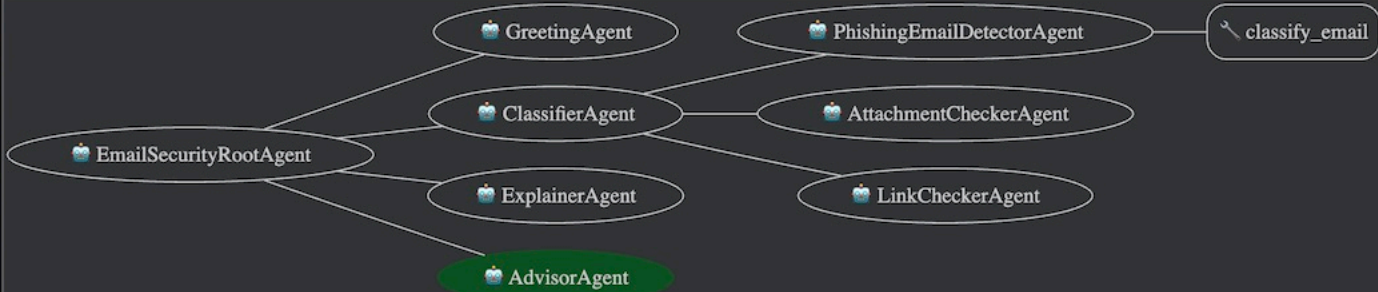 GreetingAgent
PhishingEmailDetectorAgent
classify_email
ClassifierAgent
AttachmentCheckerAgent
EmailSecurityRootAgent
ExplainerAgent
LinkCheckerAgent
AdvisorAgent